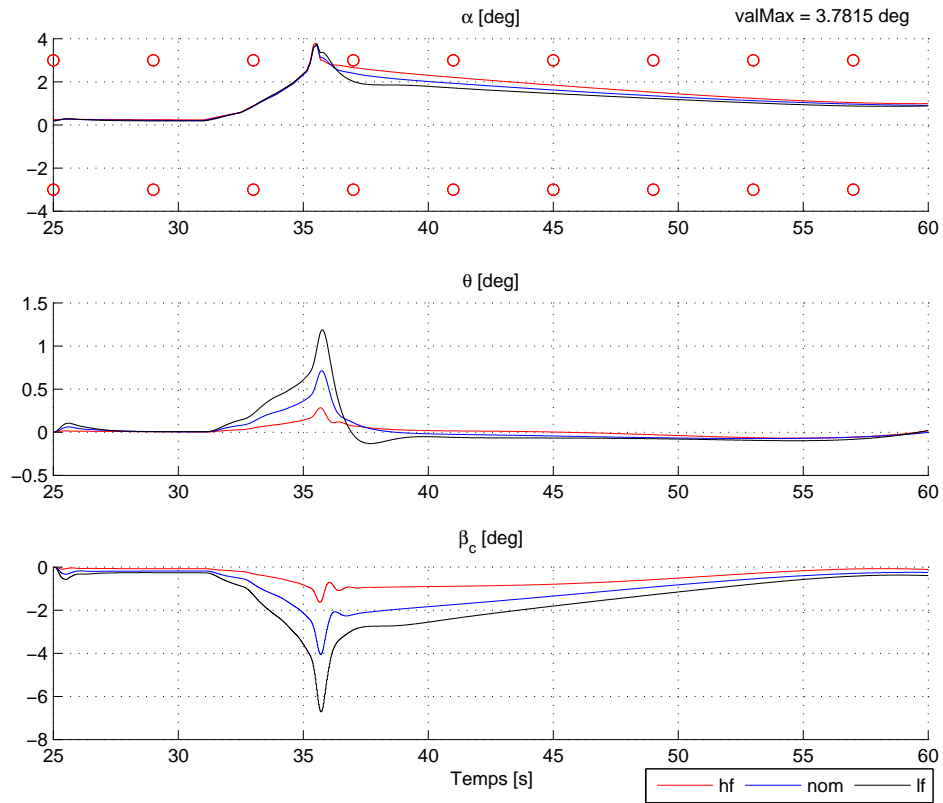 α [deg]
valMax = 3.7815 deg
4
2
0
−2
−4
25 30 35 40 45 50 55 60
θ [deg]
1.5
1
0.5
0
−0.5
25 30 35 40 45 50 55 60
β_c [deg]
0
−2
−4
−6
−8
25 30 35 40 45 50 55 60
Temps [s]
hf nom lf